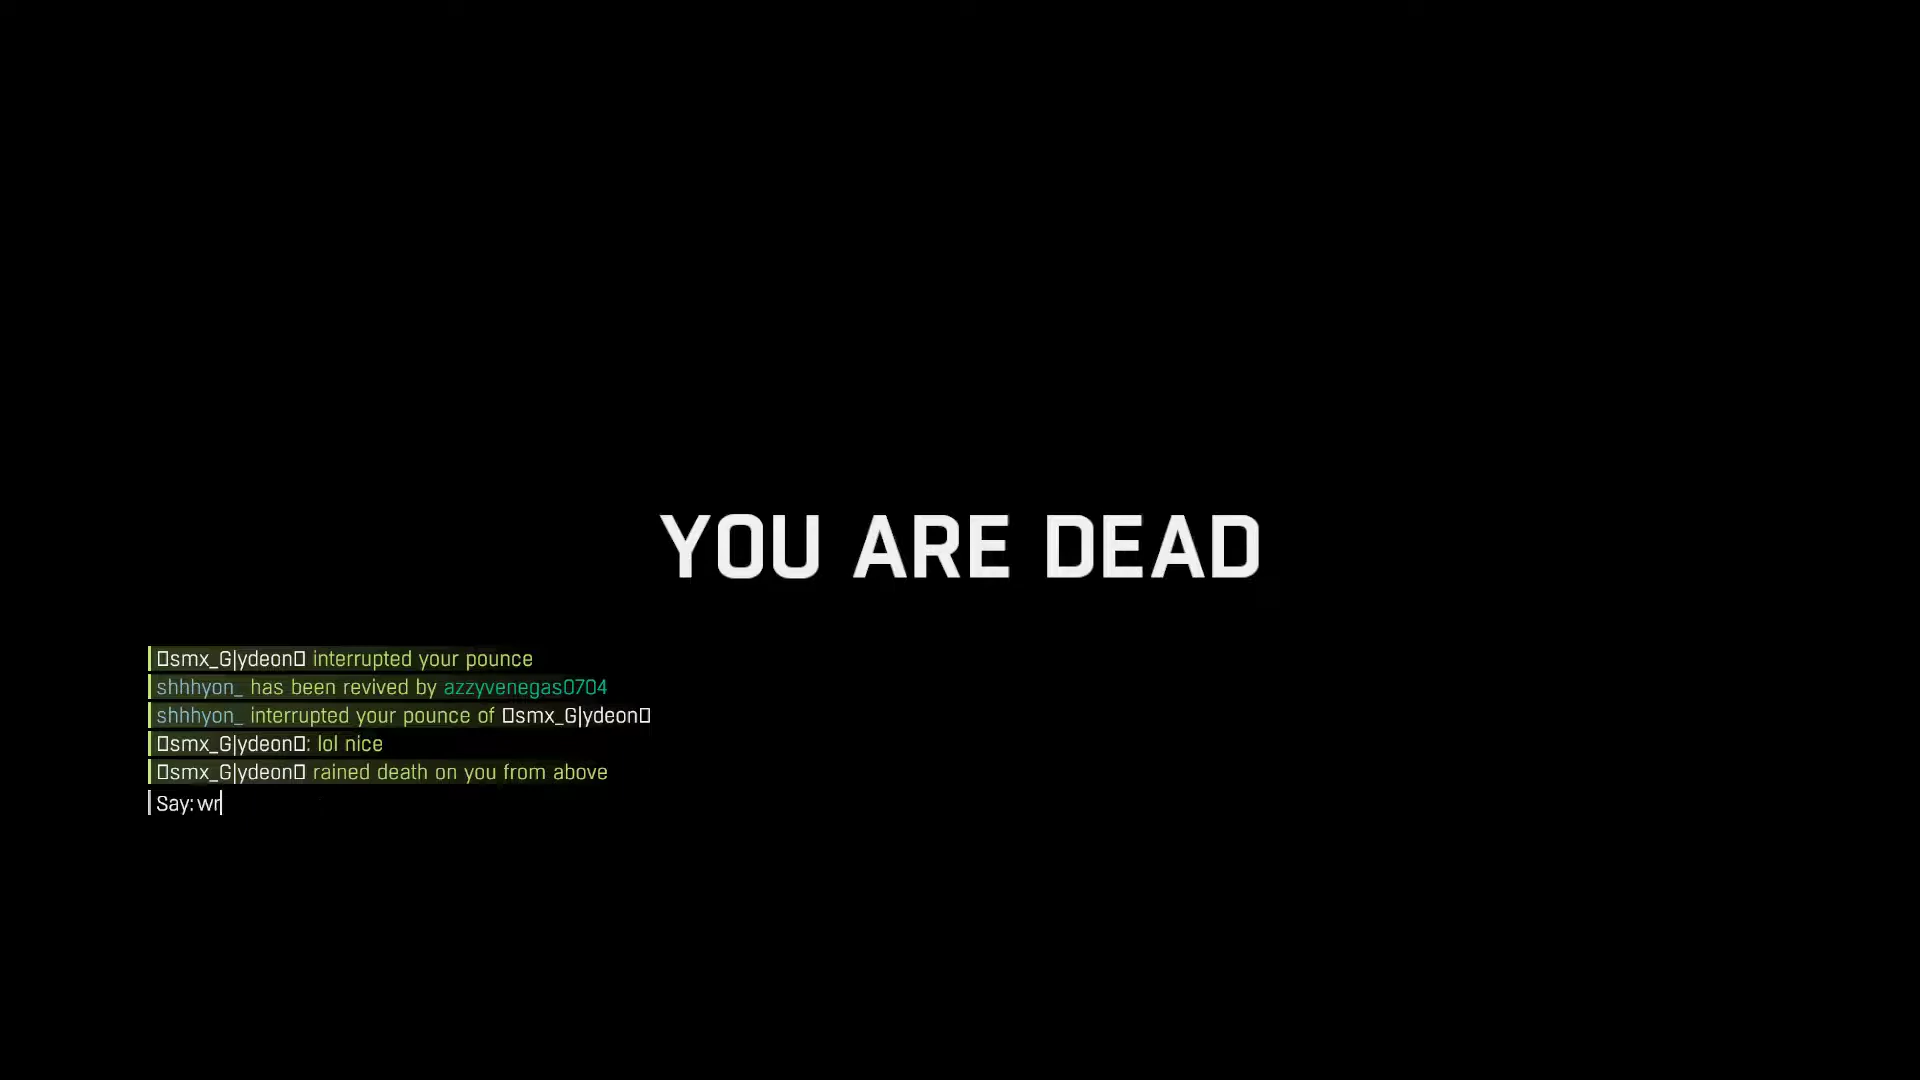 YOU ARE DEAD
▯smx_G|ydeon▯ interrupted your pounce
shhhyon_ has been revived by azzyvenegas0704
shhhyon_ interrupted your pounce of ▯smx_G|ydeon▯
▯smx_G|ydeon▯: lol nice
▯smx_G|ydeon▯ rained death on you from above
Say: wr